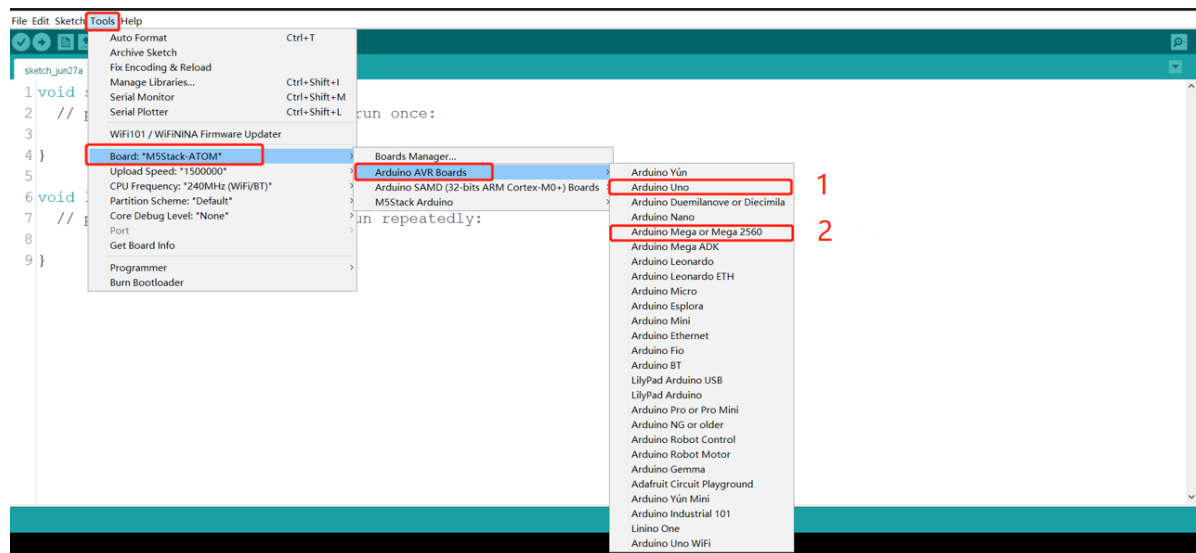 File Edit Sketch Tools Help
sketch_jun27a
1 void s
2 // p run once:
3
4 }
5
6 void l
7 // p un repeatedly:
8
9 }
Auto Format Ctrl+T
Archive Sketch
Fix Encoding & Reload
Manage Libraries... Ctrl+Shift+I
Serial Monitor Ctrl+Shift+M
Serial Plotter Ctrl+Shift+L
WiFi101 / WiFiNINA Firmware Updater
Board: "M5Stack-ATOM"
Upload Speed: "1500000"
CPU Frequency: "240MHz (WiFi/BT)"
Partition Scheme: "Default"
Core Debug Level: "None"
Port
Get Board Info
Programmer
Burn Bootloader
Boards Manager...
Arduino AVR Boards
Arduino SAMD (32-bits ARM Cortex-M0+) Boards
M5Stack Arduino
Arduino Yún
Arduino Uno 1
Arduino Duemilanove or Diecimila
Arduino Nano
Arduino Mega or Mega 2560 2
Arduino Mega ADK
Arduino Leonardo
Arduino Leonardo ETH
Arduino Micro
Arduino Esplora
Arduino Mini
Arduino Ethernet
Arduino Fio
Arduino BT
LilyPad Arduino USB
LilyPad Arduino
Arduino Pro or Pro Mini
Arduino NG or older
Arduino Robot Control
Arduino Robot Motor
Arduino Gemma
Adafruit Circuit Playground
Arduino Yún Mini
Arduino Industrial 101
Linino One
Arduino Uno WiFi